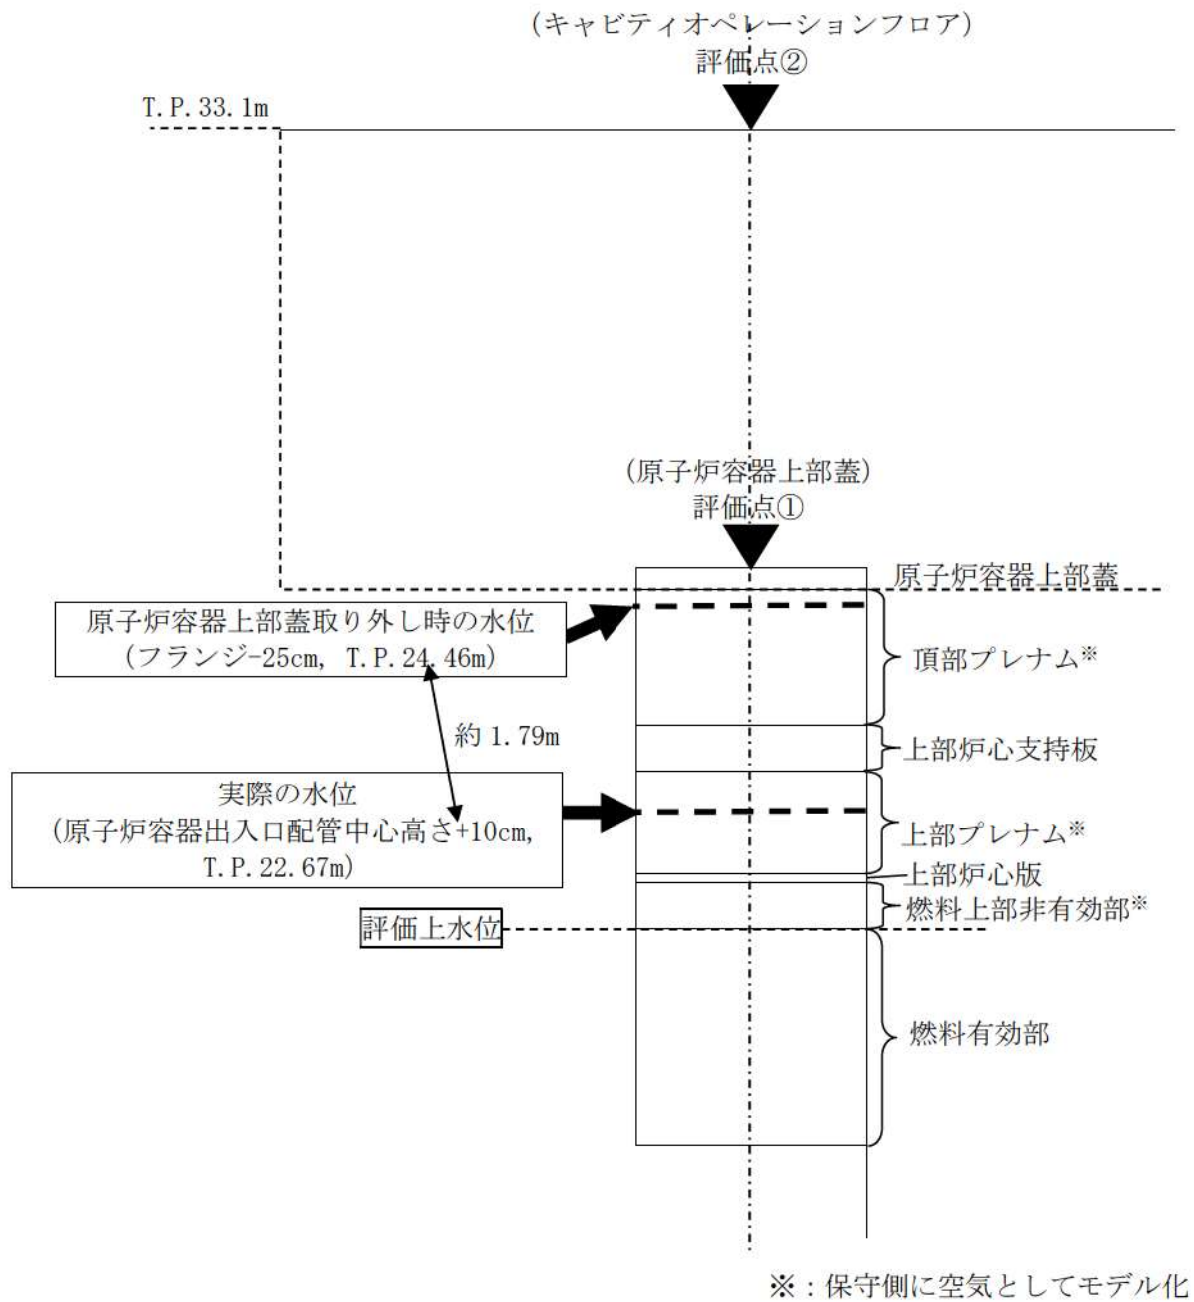 (キャビティオペレーションフロア)
評価点②
T.P.33.1m
(原子炉容器上部蓋)
評価点①
原子炉容器上部蓋
原子炉容器上部蓋取り外し時の水位
(フランジ-25cm, T.P.24.46m)
頂部プレナム※
約1.79m
上部炉心支持板
実際の水位
(原子炉容器出入口配管中心高さ+10cm,
T.P.22.67m)
上部プレナム※
上部炉心版
燃料上部非有効部※
評価上水位
燃料有効部
※:保守側に空気としてモデル化